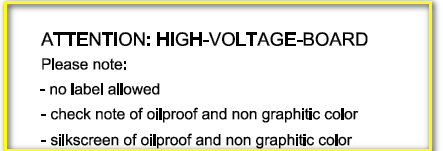 ATTENTION: HIGH-VOLTAGE-BOARD
Please note:
- no label allowed
- check note of oilproof and non graphitic color
- silkscreen of oilproof and non graphitic color